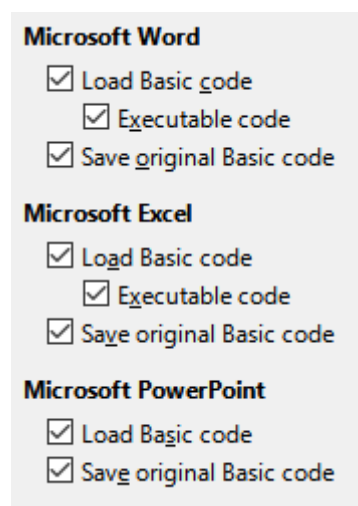 Microsoft Word
Load Basic code
Executable code
Save original Basic code
Microsoft Excel
Load Basic code
Executable code
Save original Basic code
Microsoft PowerPoint
Load Basic code
Save original Basic code